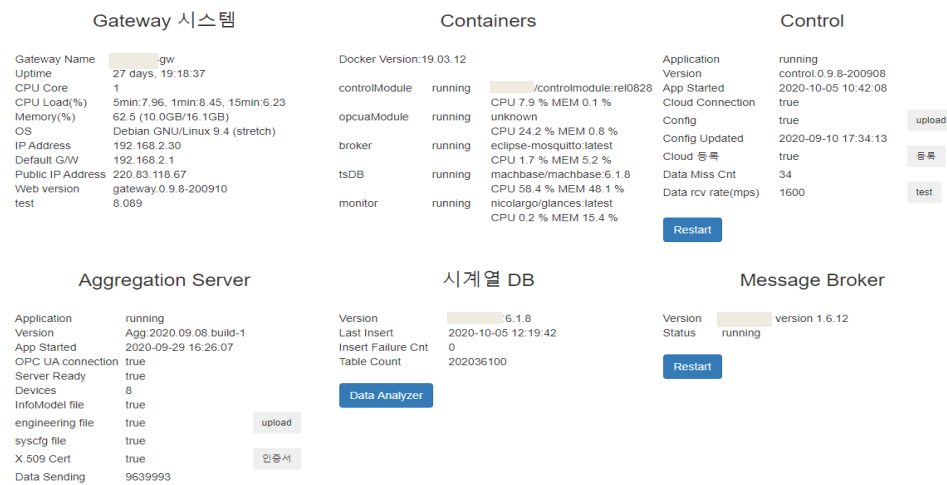 Gateway 시스템
Gateway Name -gw
Uptime 27 days, 19:18:37
CPU Core 1
CPU Load(%) 5min:7.96, 1min:8.45, 15min:6.23
Memory(%) 62.5 (10.0GB/16.1GB)
OS Debian GNU/Linux 9.4 (stretch)
IP Address 192.168.2.30
Default G/W 192.168.2.1
Public IP Address 220.83.118.67
Web version gateway.0.9.8-200910
test 8.089
Containers
Docker Version:19.03.12
controlModule running /controlmodule:rel0828
CPU 7.9 % MEM 0.1 %
opcuaModule running unknown
CPU 24.2 % MEM 0.8 %
broker running eclipse-mosquitto:latest
CPU 1.7 % MEM 5.2 %
tsDB running machbase/machbase:6.1.8
CPU 58.4 % MEM 48.1 %
monitor running nicolargo/glances:latest
CPU 0.2 % MEM 15.4 %
Control
Application running
Version control.0.9.8-200908
App Started 2020-10-05 10:42:08
Cloud Connection true
Config true upload
Config Updated 2020-09-10 17:34:13
Cloud 등록 true 등록
Data Miss Cnt 34
Data rcv rate(mps) 1600 test
Restart
Aggregation Server
Application running
Version Agg:2020.09.08.build-1
App Started 2020-09-29 16:26:07
OPC UA connection true
Server Ready true
Devices 8
InfoModel file true
engineering file true upload
syscfg file true
X.509 Cert true 인증서
Data Sending 9639993
시계열 DB
Version :6.1.8
Last Insert 2020-10-05 12:19:42
Insert Failure Cnt 0
Table Count 202036100
Data Analyzer
Message Broker
Version version 1.6.12
Status running
Restart